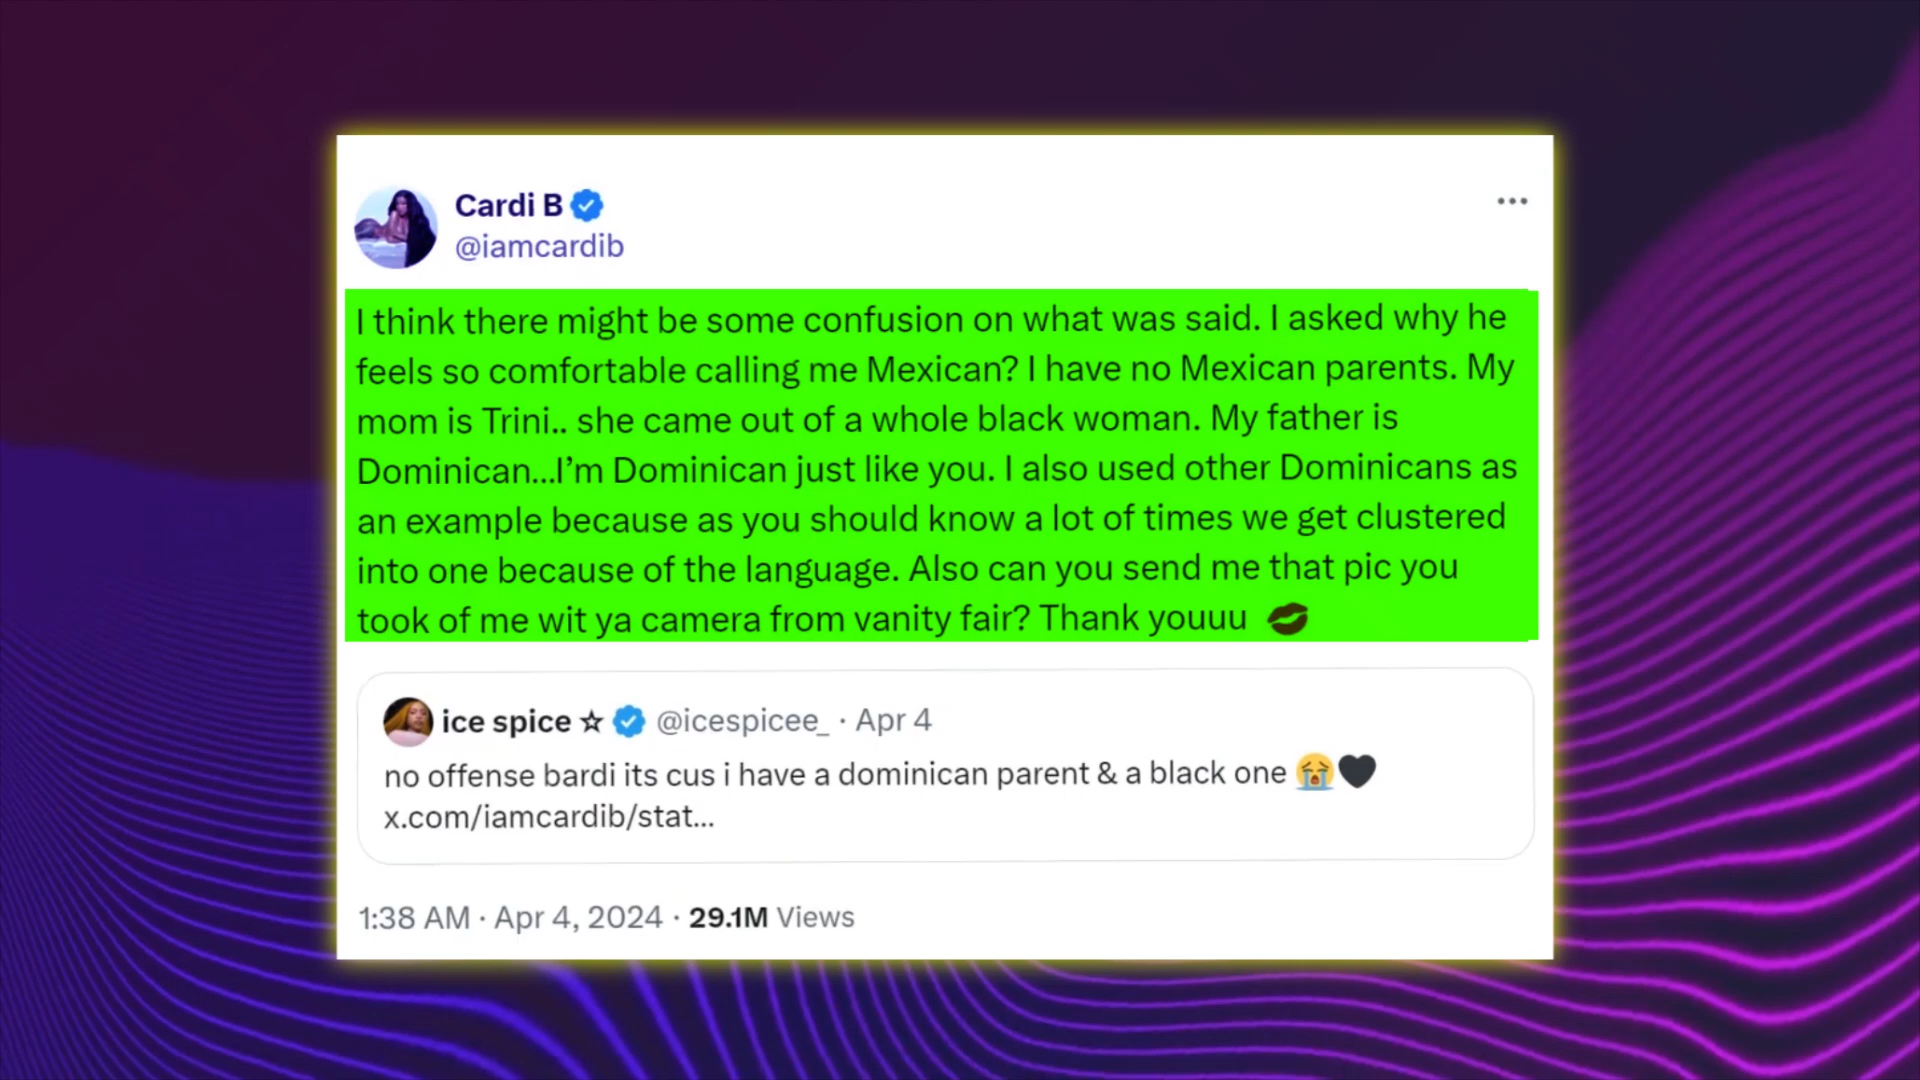 Cardi B
@iamcardib
I think there might be some confusion on what was said. I asked why he
feels so comfortable calling me Mexican? I have no Mexican parents. My
mom is Trini.. she came out of a whole black woman. My father is
Dominican...I’m Dominican just like you. I also used other Dominicans as
an example because as you should know a lot of times we get clustered
into one because of the language. Also can you send me that pic you
took of me wit ya camera from vanity fair? Thank youuu 💋
ice spice ☆ @icespicee_ · Apr 4
no offense bardi its cus i have a dominican parent & a black one 😭🖤
x.com/iamcardib/stat...
1:38 AM · Apr 4, 2024 · 29.1M Views